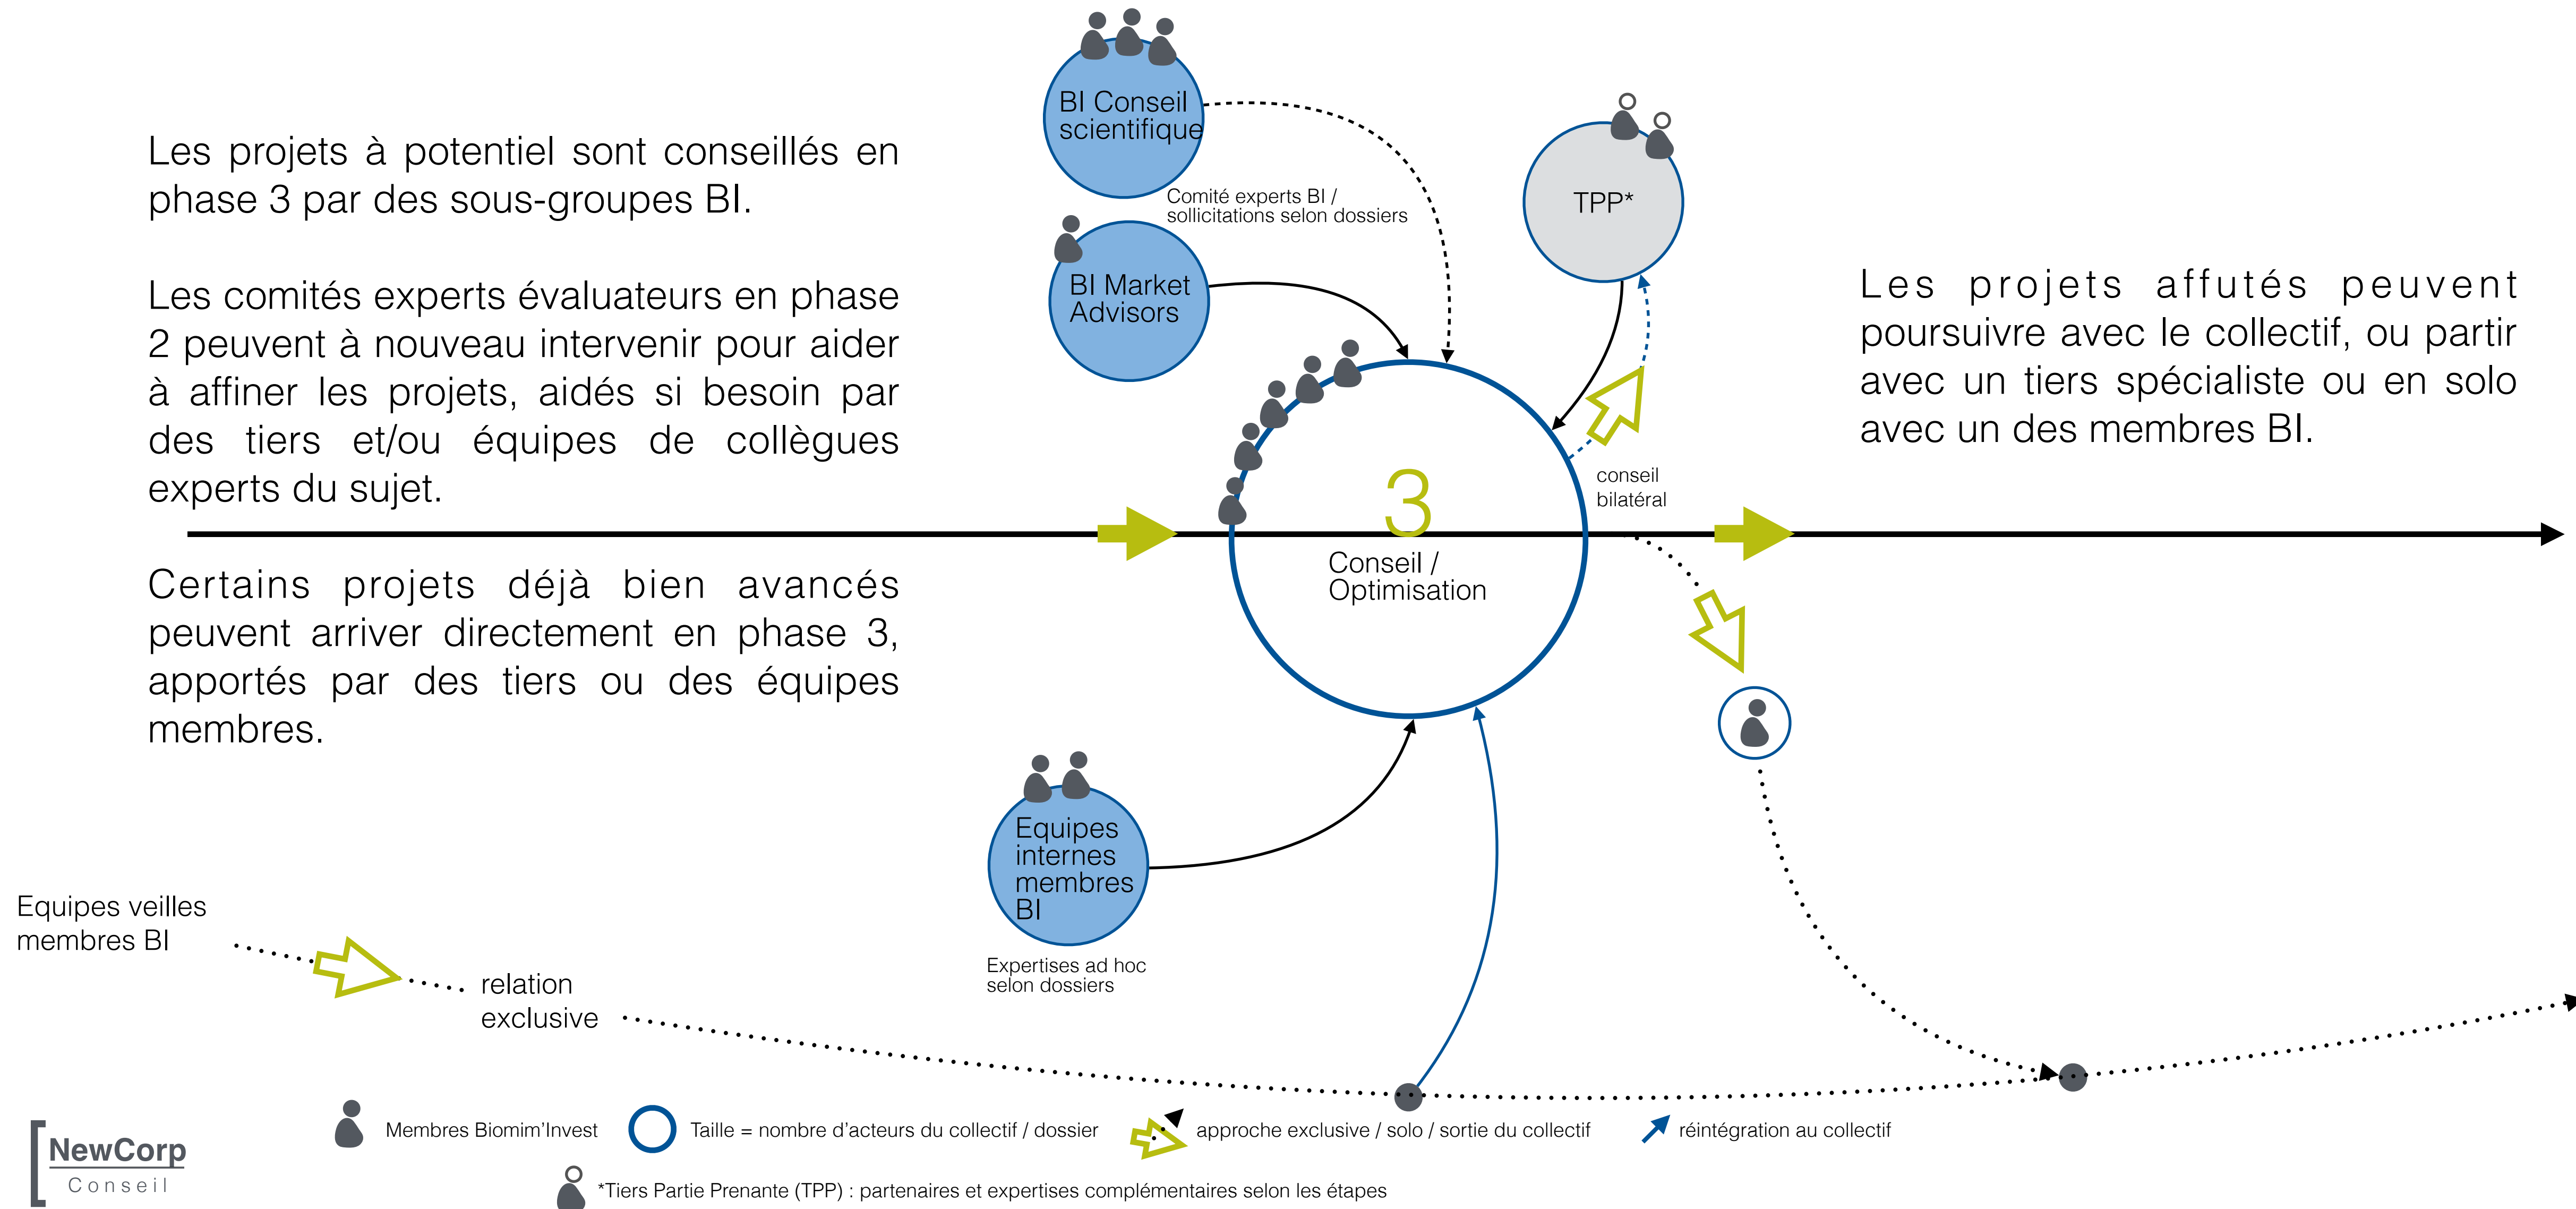 Les projets à potentiel sont conseillés en
phase 3 par des sous-groupes BI.
Les comités experts évaluateurs en phase
2 peuvent à nouveau intervenir pour aider
à affiner les projets, aidés si besoin par
des tiers et/ou équipes de collègues
experts du sujet.
Certains projets déjà bien avancés
peuvent arriver directement en phase 3,
apportés par des tiers ou des équipes
membres.
BI Conseil
scientifique
Comité experts BI /
sollicitations selon dossiers
BI Market
Advisors
TPP*
conseil
bilatéral
3
Conseil /
Optimisation
Les projets affutés peuvent
poursuivre avec le collectif, ou partir
avec un tiers spécialiste ou en solo
avec un des membres BI.
Equipes
internes
membres
BI
Expertises ad hoc
selon dossiers
Equipes veilles
membres BI
relation
exclusive
Membres Biomim'Invest
Taille = nombre d'acteurs du collectif / dossier
approche exclusive / solo / sortie du collectif
réintégration au collectif
*Tiers Partie Prenante (TPP) : partenaires et expertises complémentaires selon les étapes
NewCorp
Conseil